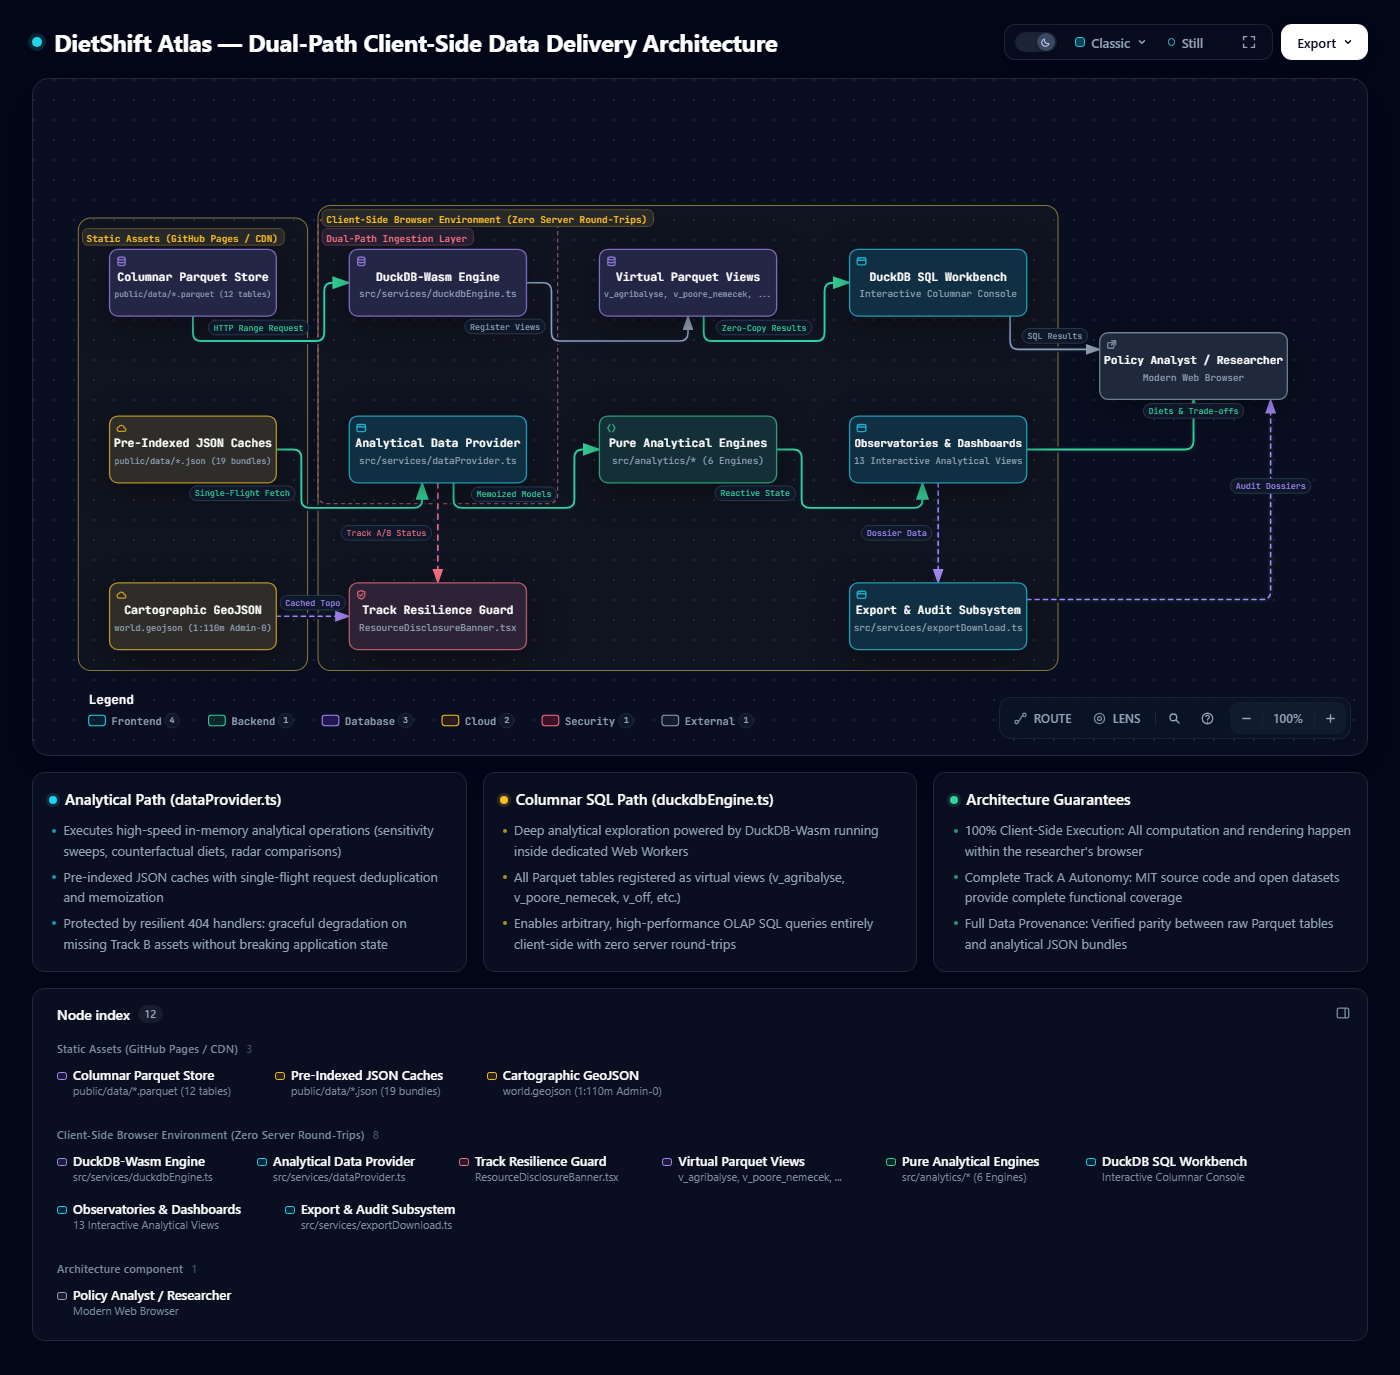 DietShift Atlas — Dual-Path Client-Side Data Delivery Architecture
Classic
Still
Export
Client-Side Browser Environment (Zero Server Round-Trips)
Static Assets (GitHub Pages / CDN)
Dual-Path Ingestion Layer
Columnar Parquet Store
public/data/*.parquet (12 tables)
DuckDB-Wasm Engine
src/services/duckdbEngine.ts
Virtual Parquet Views
v_agribalyse, v_poore_nemecek, ...
DuckDB SQL Workbench
Interactive Columnar Console
HTTP Range Request
Register Views
Zero-Copy Results
SQL Results
Policy Analyst / Researcher
Modern Web Browser
Diets & Trade-offs
Pre-Indexed JSON Caches
public/data/*.json (19 bundles)
Analytical Data Provider
src/services/dataProvider.ts
Pure Analytical Engines
src/analytics/* (6 Engines)
Observatories & Dashboards
13 Interactive Analytical Views
Single-Flight Fetch
Memoized Models
Reactive State
Audit Dossiers
Track A/B Status
Dossier Data
Cartographic GeoJSON
world.geojson (1:110m Admin-0)
Cached Topo
Track Resilience Guard
ResourceDisclosureBanner.tsx
Export & Audit Subsystem
src/services/exportDownload.ts
Legend
Frontend 4
Backend 1
Database 3
Cloud 2
Security 1
External 1
ROUTE
LENS
− 100% +
Analytical Path (dataProvider.ts)
• Executes high-speed in-memory analytical operations (sensitivity
sweeps, counterfactual diets, radar comparisons)
• Pre-indexed JSON caches with single-flight request deduplication
and memoization
• Protected by resilient 404 handlers: graceful degradation on
missing Track B assets without breaking application state
Columnar SQL Path (duckdbEngine.ts)
• Deep analytical exploration powered by DuckDB-Wasm running
inside dedicated Web Workers
• All Parquet tables registered as virtual views (v_agribalyse,
v_poore_nemecek, v_off, etc.)
• Enables arbitrary, high-performance OLAP SQL queries entirely
client-side with zero server round-trips
Architecture Guarantees
• 100% Client-Side Execution: All computation and rendering happen
within the researcher's browser
• Complete Track A Autonomy: MIT source code and open datasets
provide complete functional coverage
• Full Data Provenance: Verified parity between raw Parquet tables
and analytical JSON bundles
Node index 12
Static Assets (GitHub Pages / CDN) 3
Columnar Parquet Store
public/data/*.parquet (12 tables)
Pre-Indexed JSON Caches
public/data/*.json (19 bundles)
Cartographic GeoJSON
world.geojson (1:110m Admin-0)
Client-Side Browser Environment (Zero Server Round-Trips) 8
DuckDB-Wasm Engine
src/services/duckdbEngine.ts
Analytical Data Provider
src/services/dataProvider.ts
Track Resilience Guard
ResourceDisclosureBanner.tsx
Virtual Parquet Views
v_agribalyse, v_poore_nemecek, ...
Pure Analytical Engines
src/analytics/* (6 Engines)
DuckDB SQL Workbench
Interactive Columnar Console
Observatories & Dashboards
13 Interactive Analytical Views
Export & Audit Subsystem
src/services/exportDownload.ts
Architecture component 1
Policy Analyst / Researcher
Modern Web Browser